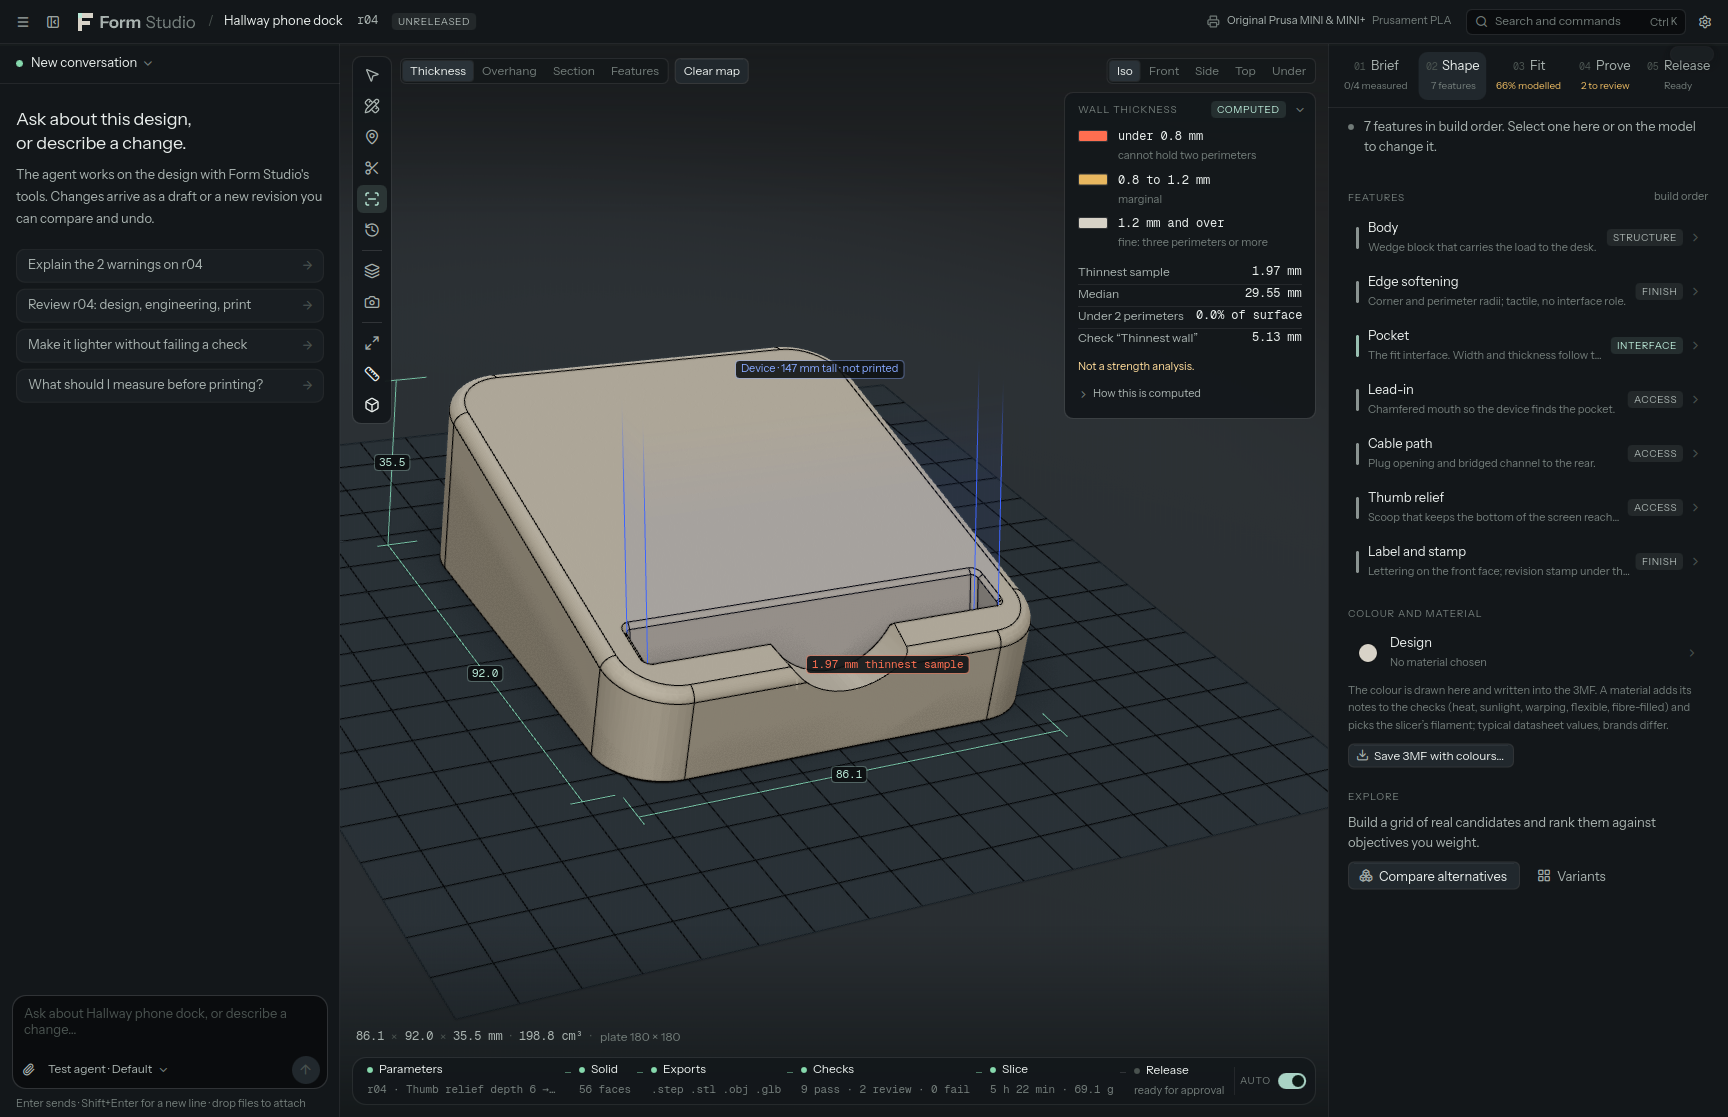 Form Studio / Hallway phone dock r04 UNRELEASED
Original Prusa MINI & MINI+ Prusament PLA
Search and commands Ctrl K
New conversation
Ask about this design,
or describe a change.
The agent works on the design with Form Studio's
tools. Changes arrive as a draft or a new revision you
can compare and undo.
Explain the 2 warnings on r04
Review r04: design, engineering, print
Make it lighter without failing a check
What should I measure before printing?
Ask about Hallway phone dock, or describe a
change...
Test agent · Default
Enter sends · Shift+Enter for a new line · drop files to attach
Thickness Overhang Section Features Clear map
Iso Front Side Top Under
WALL THICKNESS COMPUTED
under 0.8 mm
cannot hold two perimeters
0.8 to 1.2 mm
marginal
1.2 mm and over
fine: three perimeters or more
Thinnest sample 1.97 mm
Median 29.55 mm
Under 2 perimeters 0.0% of surface
Check “Thinnest wall” 5.13 mm
Not a strength analysis.
How this is computed
Device · 147 mm tall · not printed
35.5
92.0
1.97 mm thinnest sample
86.1
86.1 × 92.0 × 35.5 mm · 198.8 cm³ · plate 180 × 180
Parameters
r04 · Thumb relief depth 6 →…
Solid
56 faces
Exports
.step .stl .obj .glb
Checks
9 pass · 2 review · 0 fail
Slice
5 h 22 min · 69.1 g
Release
ready for approval
AUTO
01 Brief
0/4 measured
02 Shape
7 features
03 Fit
66% modelled
04 Prove
2 to review
05 Release
Ready
7 features in build order. Select one here or on the model
to change it.
FEATURES build order
Body
Wedge block that carries the load to the desk.
STRUCTURE
Edge softening
Corner and perimeter radii; tactile, no interface role.
FINISH
Pocket
The fit interface. Width and thickness follow t…
INTERFACE
Lead-in
Chamfered mouth so the device finds the pocket.
ACCESS
Cable path
Plug opening and bridged channel to the rear.
ACCESS
Thumb relief
Scoop that keeps the bottom of the screen reach…
ACCESS
Label and stamp
Lettering on the front face; revision stamp under th…
FINISH
COLOUR AND MATERIAL
Design
No material chosen
The colour is drawn here and written into the 3MF. A material adds its
notes to the checks (heat, sunlight, warping, flexible, fibre-filled) and
picks the slicer's filament; typical datasheet values, brands differ.
Save 3MF with colours…
EXPLORE
Build a grid of real candidates and rank them against
objectives you weight.
Compare alternatives Variants